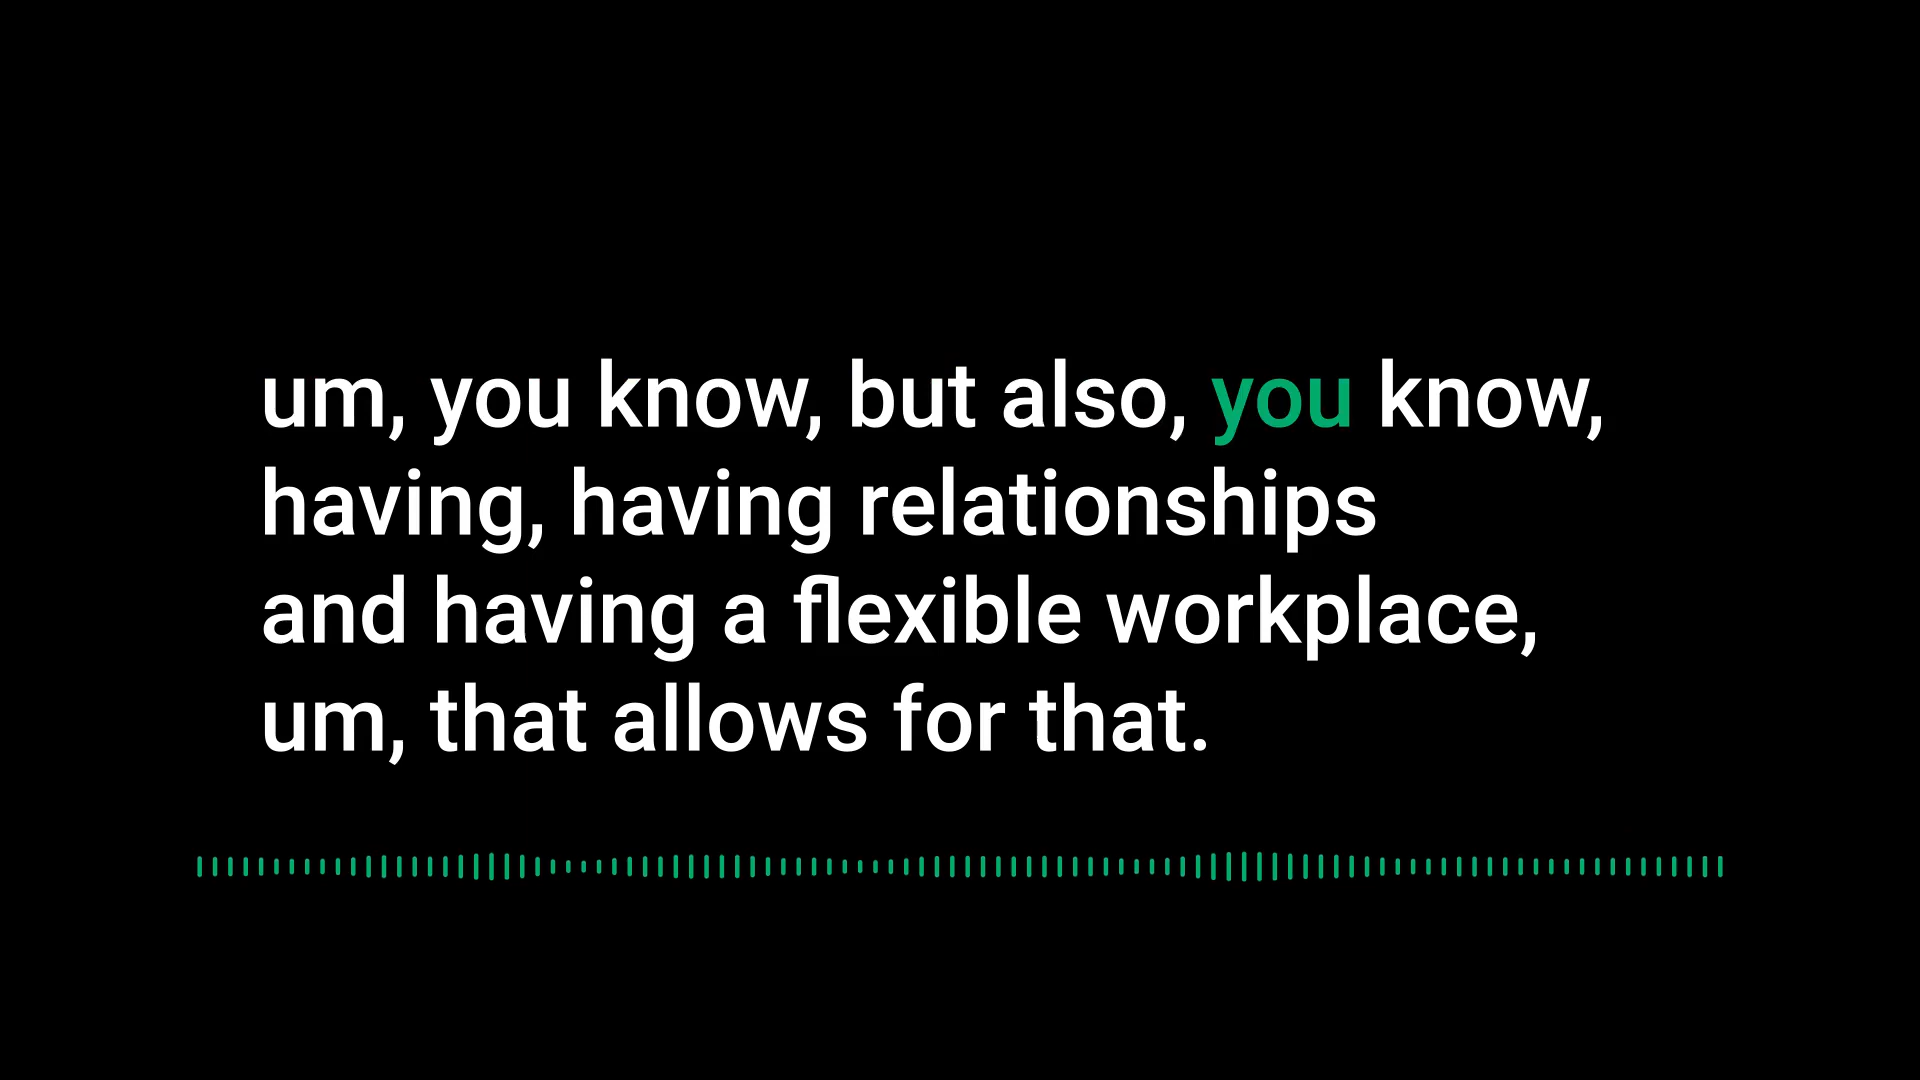 um, you know, but also, you know,
having, having relationships
and having a flexible workplace,
um, that allows for that.